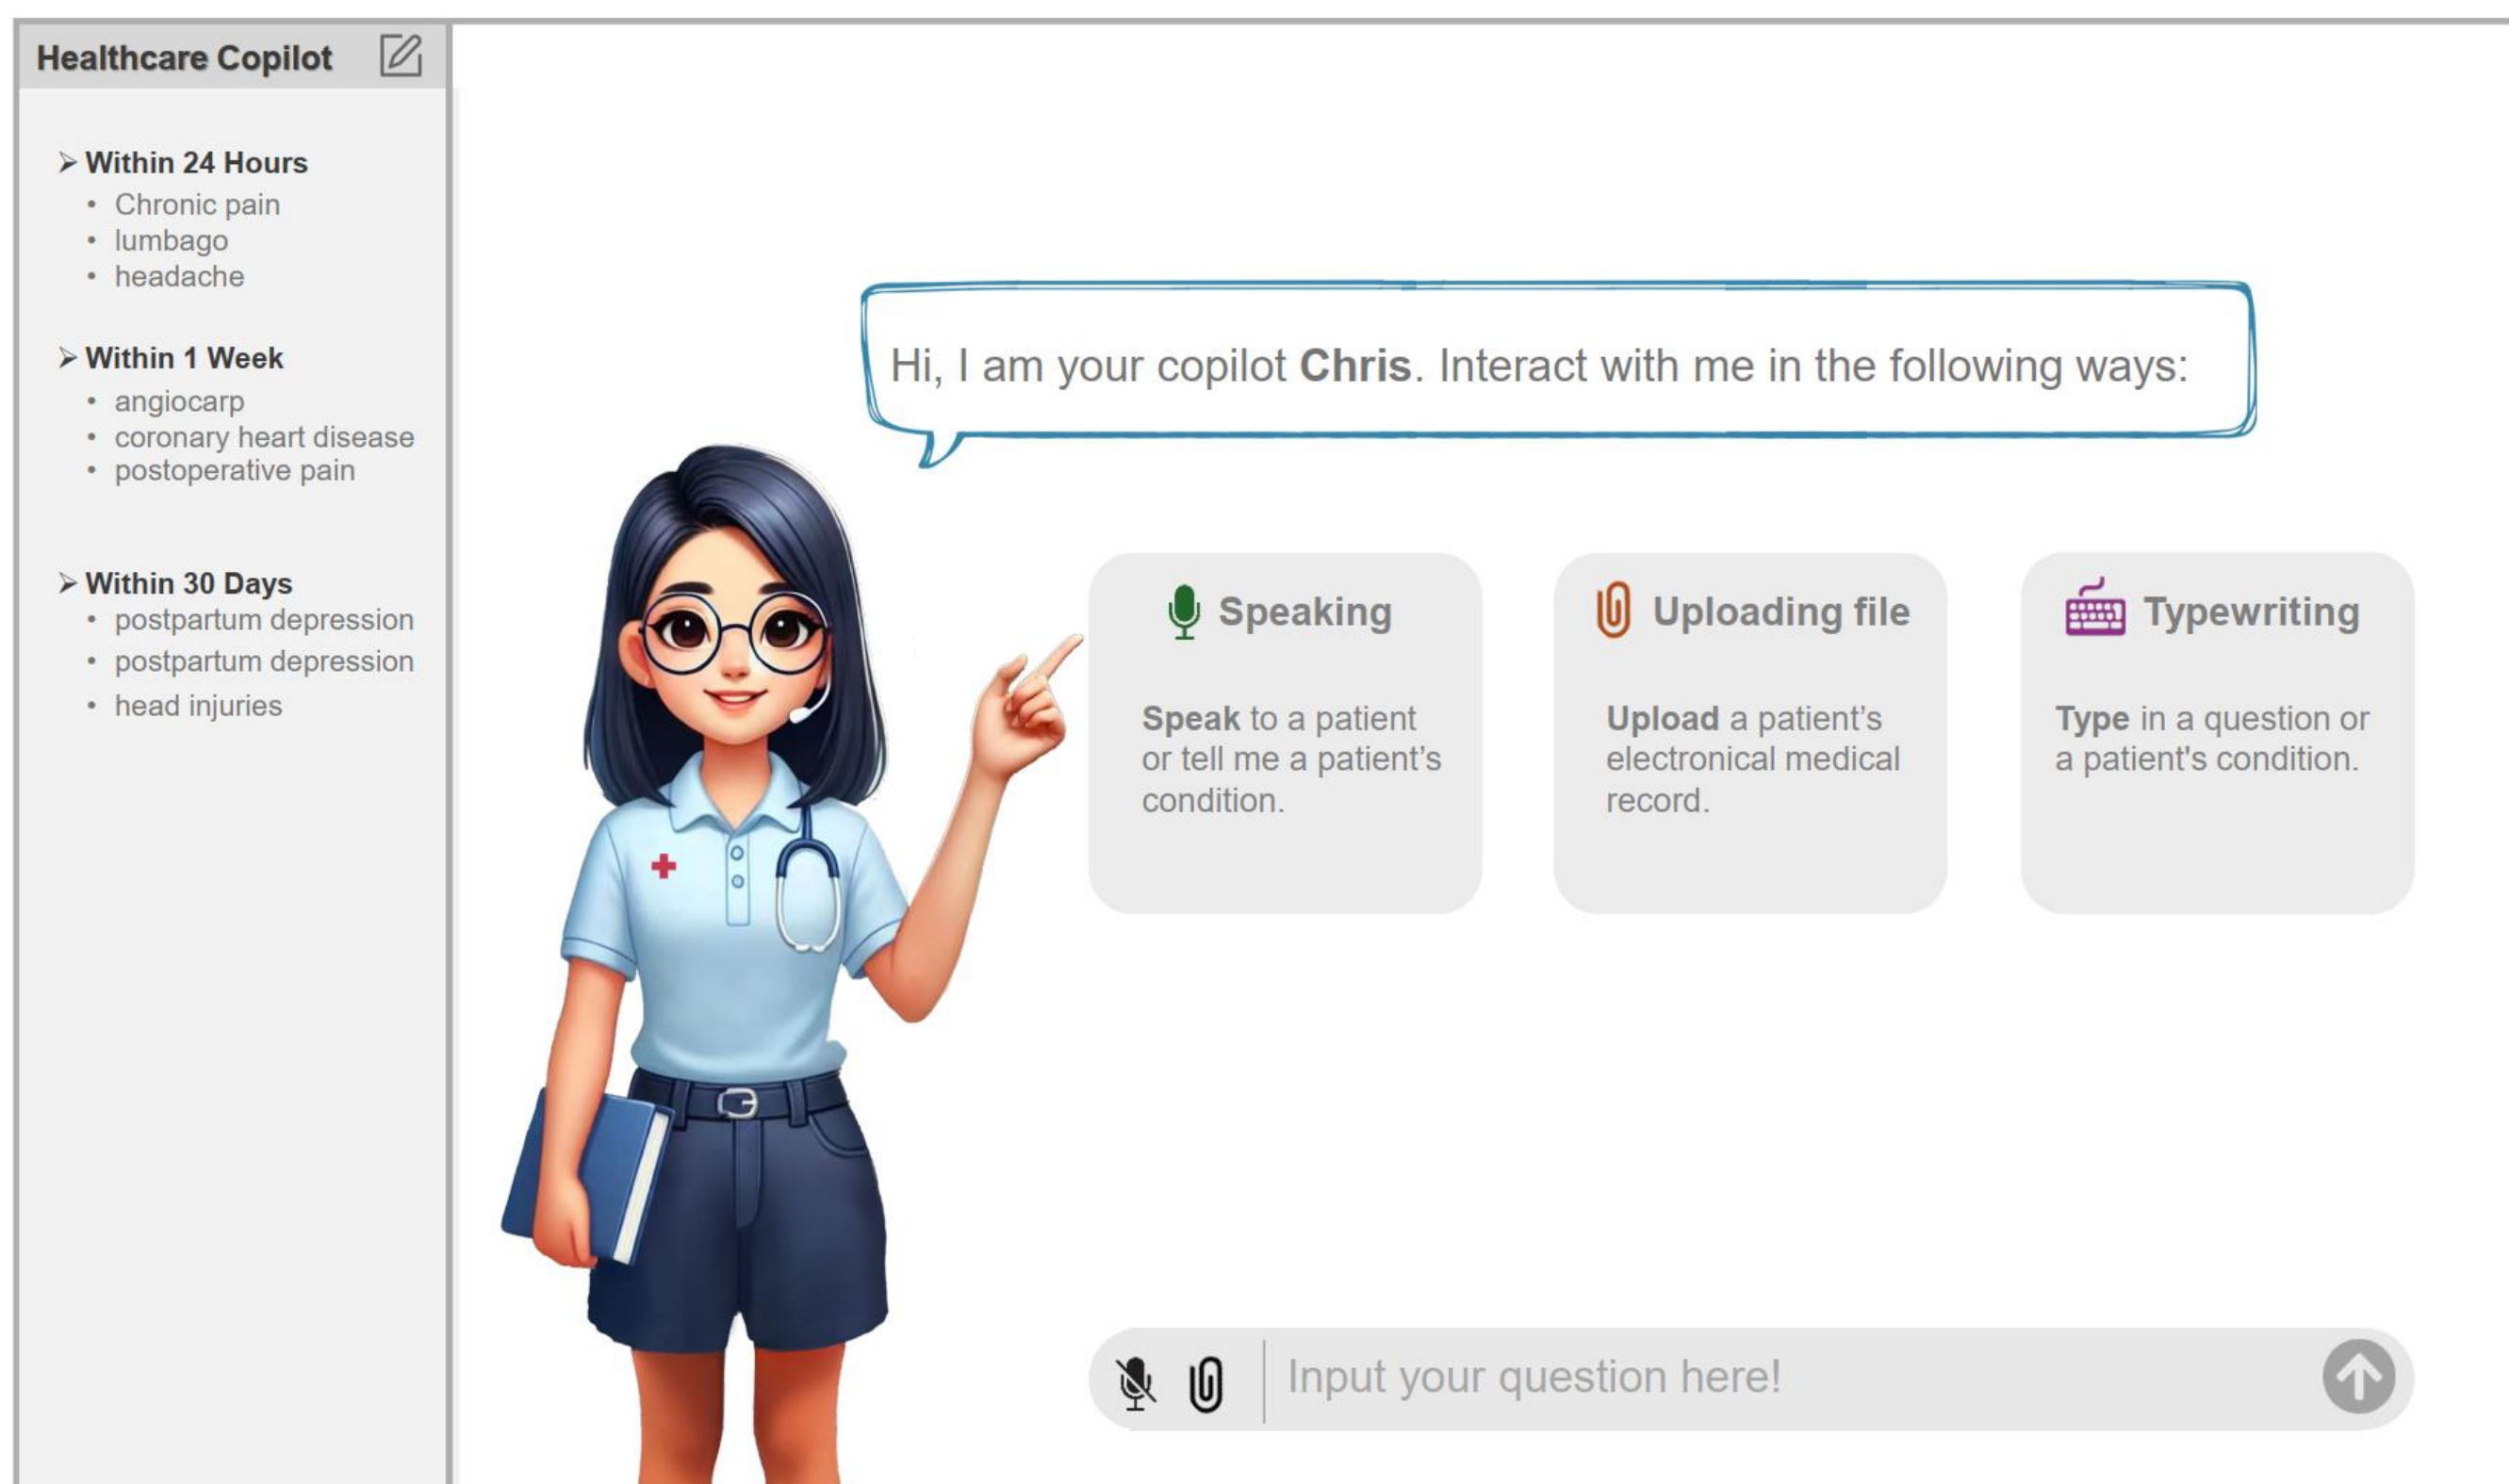 Healthcare Copilot
➢ Within 24 Hours
• Chronic pain
• lumbago
• headache
➢ Within 1 Week
• angiocarp
• coronary heart disease
• postoperative pain
➢ Within 30 Days
• postpartum depression
• postpartum depression
• head injuries
Hi, I am your copilot Chris. Interact with me in the following ways:
Speaking
Speak to a patient
or tell me a patient's
condition.
Uploading file
Upload a patient’s
electronical medical
record.
Typewriting
Type in a question or
a patient's condition.
Input your question here!